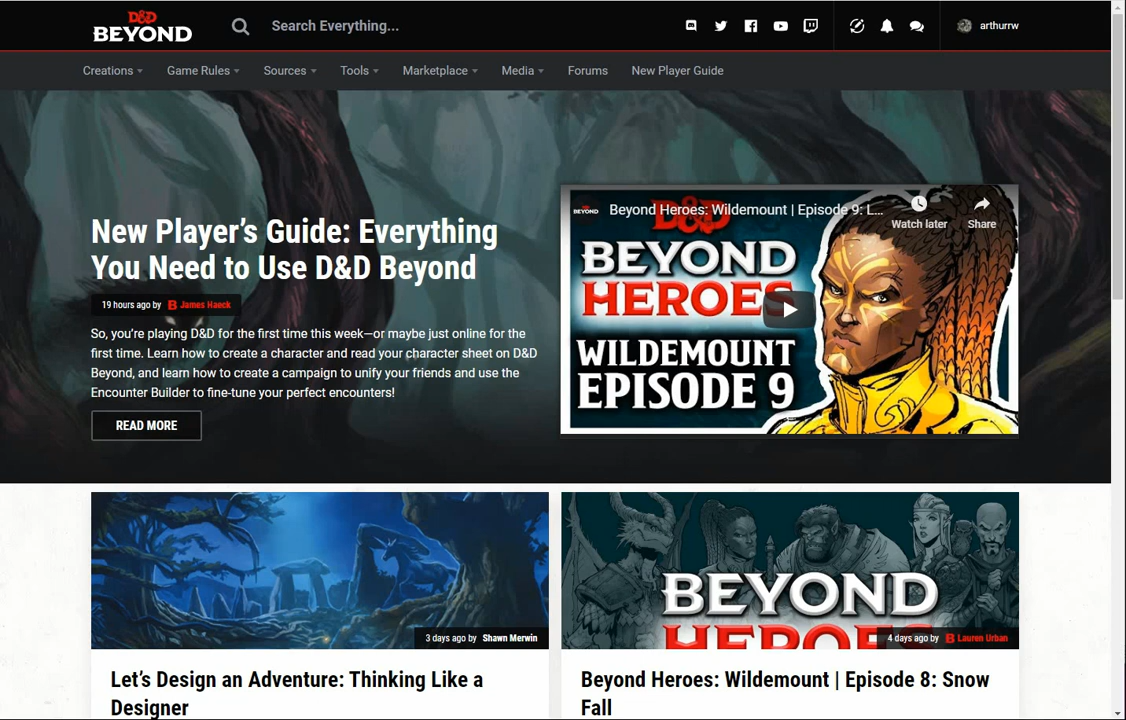 D&D
BEYOND
Search Everything...
arthurrw
Creations
Game Rules
Sources
Tools
Marketplace
Media
Forums
New Player Guide
New Player's Guide: Everything
You Need to Use D&D Beyond
19 hours ago by James Haeck
So, you're playing D&D for the first time this week—or maybe just online for the
first time. Learn how to create a character and read your character sheet on D&D
Beyond, and learn how to create a campaign to unify your friends and use the
Encounter Builder to fine-tune your perfect encounters!
READ MORE
BEYOND
Beyond Heroes: Wildemount | Episode 9: L...
Watch later
Share
D&D
BEYOND
HEROES
WILDEMOUNT
EPISODE 9
3 days ago by Shawn Merwin
Let's Design an Adventure: Thinking Like a
Designer
BEYOND
HEROES
4 days ago by Lauren Urban
Beyond Heroes: Wildemount | Episode 8: Snow
Fall